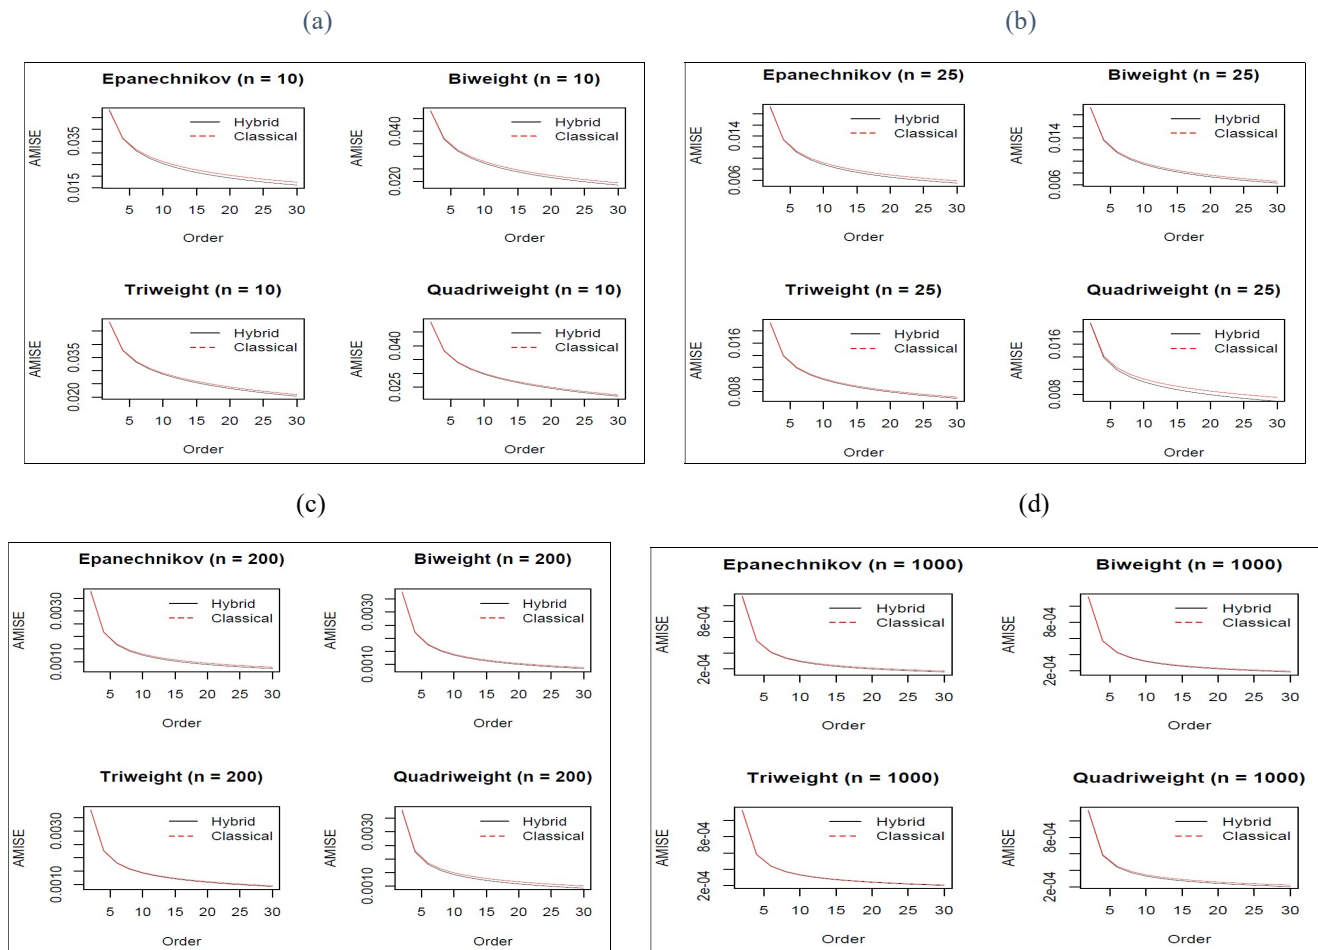 (a)
Epanechnikov (n = 10)
AMISE
0.015 0.035
Hybrid
Classical
5 10 15 20 25 30
Order
Biweight (n = 10)
AMISE
0.020 0.040
Hybrid
Classical
5 10 15 20 25 30
Order
Triweight (n = 10)
AMISE
0.020 0.035
Hybrid
Classical
5 10 15 20 25 30
Order
Quadriweight (n = 10)
AMISE
0.025 0.040
Hybrid
Classical
5 10 15 20 25 30
Order
(b)
Epanechnikov (n = 25)
AMISE
0.006 0.014
Hybrid
Classical
5 10 15 20 25 30
Order
Biweight (n = 25)
AMISE
0.006 0.014
Hybrid
Classical
5 10 15 20 25 30
Order
Triweight (n = 25)
AMISE
0.008 0.016
Hybrid
Classical
5 10 15 20 25 30
Order
Quadriweight (n = 25)
AMISE
0.008 0.016
Hybrid
Classical
5 10 15 20 25 30
Order
(c)
Epanechnikov (n = 200)
AMISE
0.0010 0.0030
Hybrid
Classical
5 10 15 20 25 30
Order
Biweight (n = 200)
AMISE
0.0010 0.0030
Hybrid
Classical
5 10 15 20 25 30
Order
Triweight (n = 200)
AMISE
0.0010 0.0030
Hybrid
Classical
5 10 15 20 25 30
Order
Quadriweight (n = 200)
AMISE
0.0010 0.0030
Hybrid
Classical
5 10 15 20 25 30
Order
(d)
Epanechnikov (n = 1000)
AMISE
2e-04 8e-04
Hybrid
Classical
5 10 15 20 25 30
Order
Biweight (n = 1000)
AMISE
2e-04 8e-04
Hybrid
Classical
5 10 15 20 25 30
Order
Triweight (n = 1000)
AMISE
2e-04 8e-04
Hybrid
Classical
5 10 15 20 25 30
Order
Quadriweight (n = 1000)
AMISE
2e-04 8e-04
Hybrid
Classical
5 10 15 20 25 30
Order